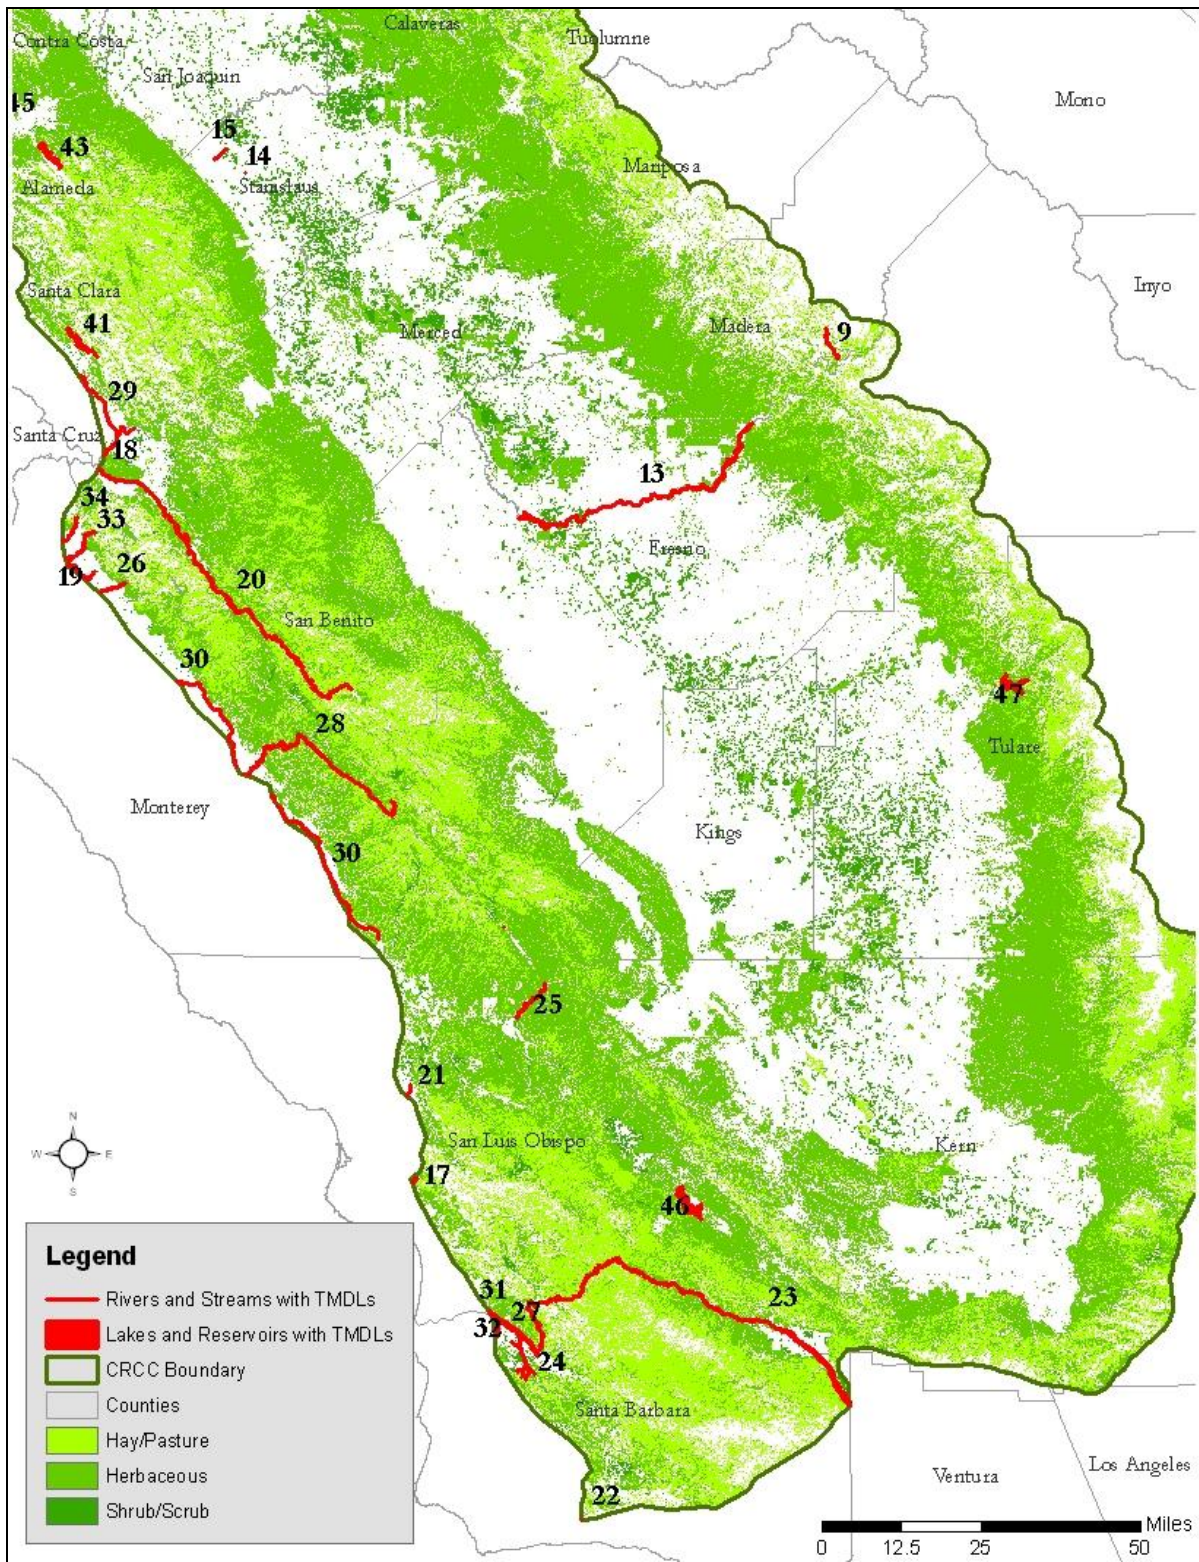 Calaveras
Contra Costa
Tuolumne
San Joaquin
Mono
45
15
43
14
Mariposa
Alameda
Stanislaus
Inyo
Santa Clara
41
Merced
Madera
9
29
Santa Cruz
18
13
34
33
Fresno
26
19
20
San Benito
30
47
28
Tulare
Monterey
Kings
30
25
21
N
San Luis Obispo
Kern
W E
S
17
46
Legend
31
23
Rivers and Streams with TMDLs
27
32
Lakes and Reservoirs with TMDLs
24
CRCC Boundary
Counties
Santa Barbara
Hay/Pasture
Los Angeles
Herbaceous
Ventura
22
Shrub/Scrub
Miles
0 12.5 25 50